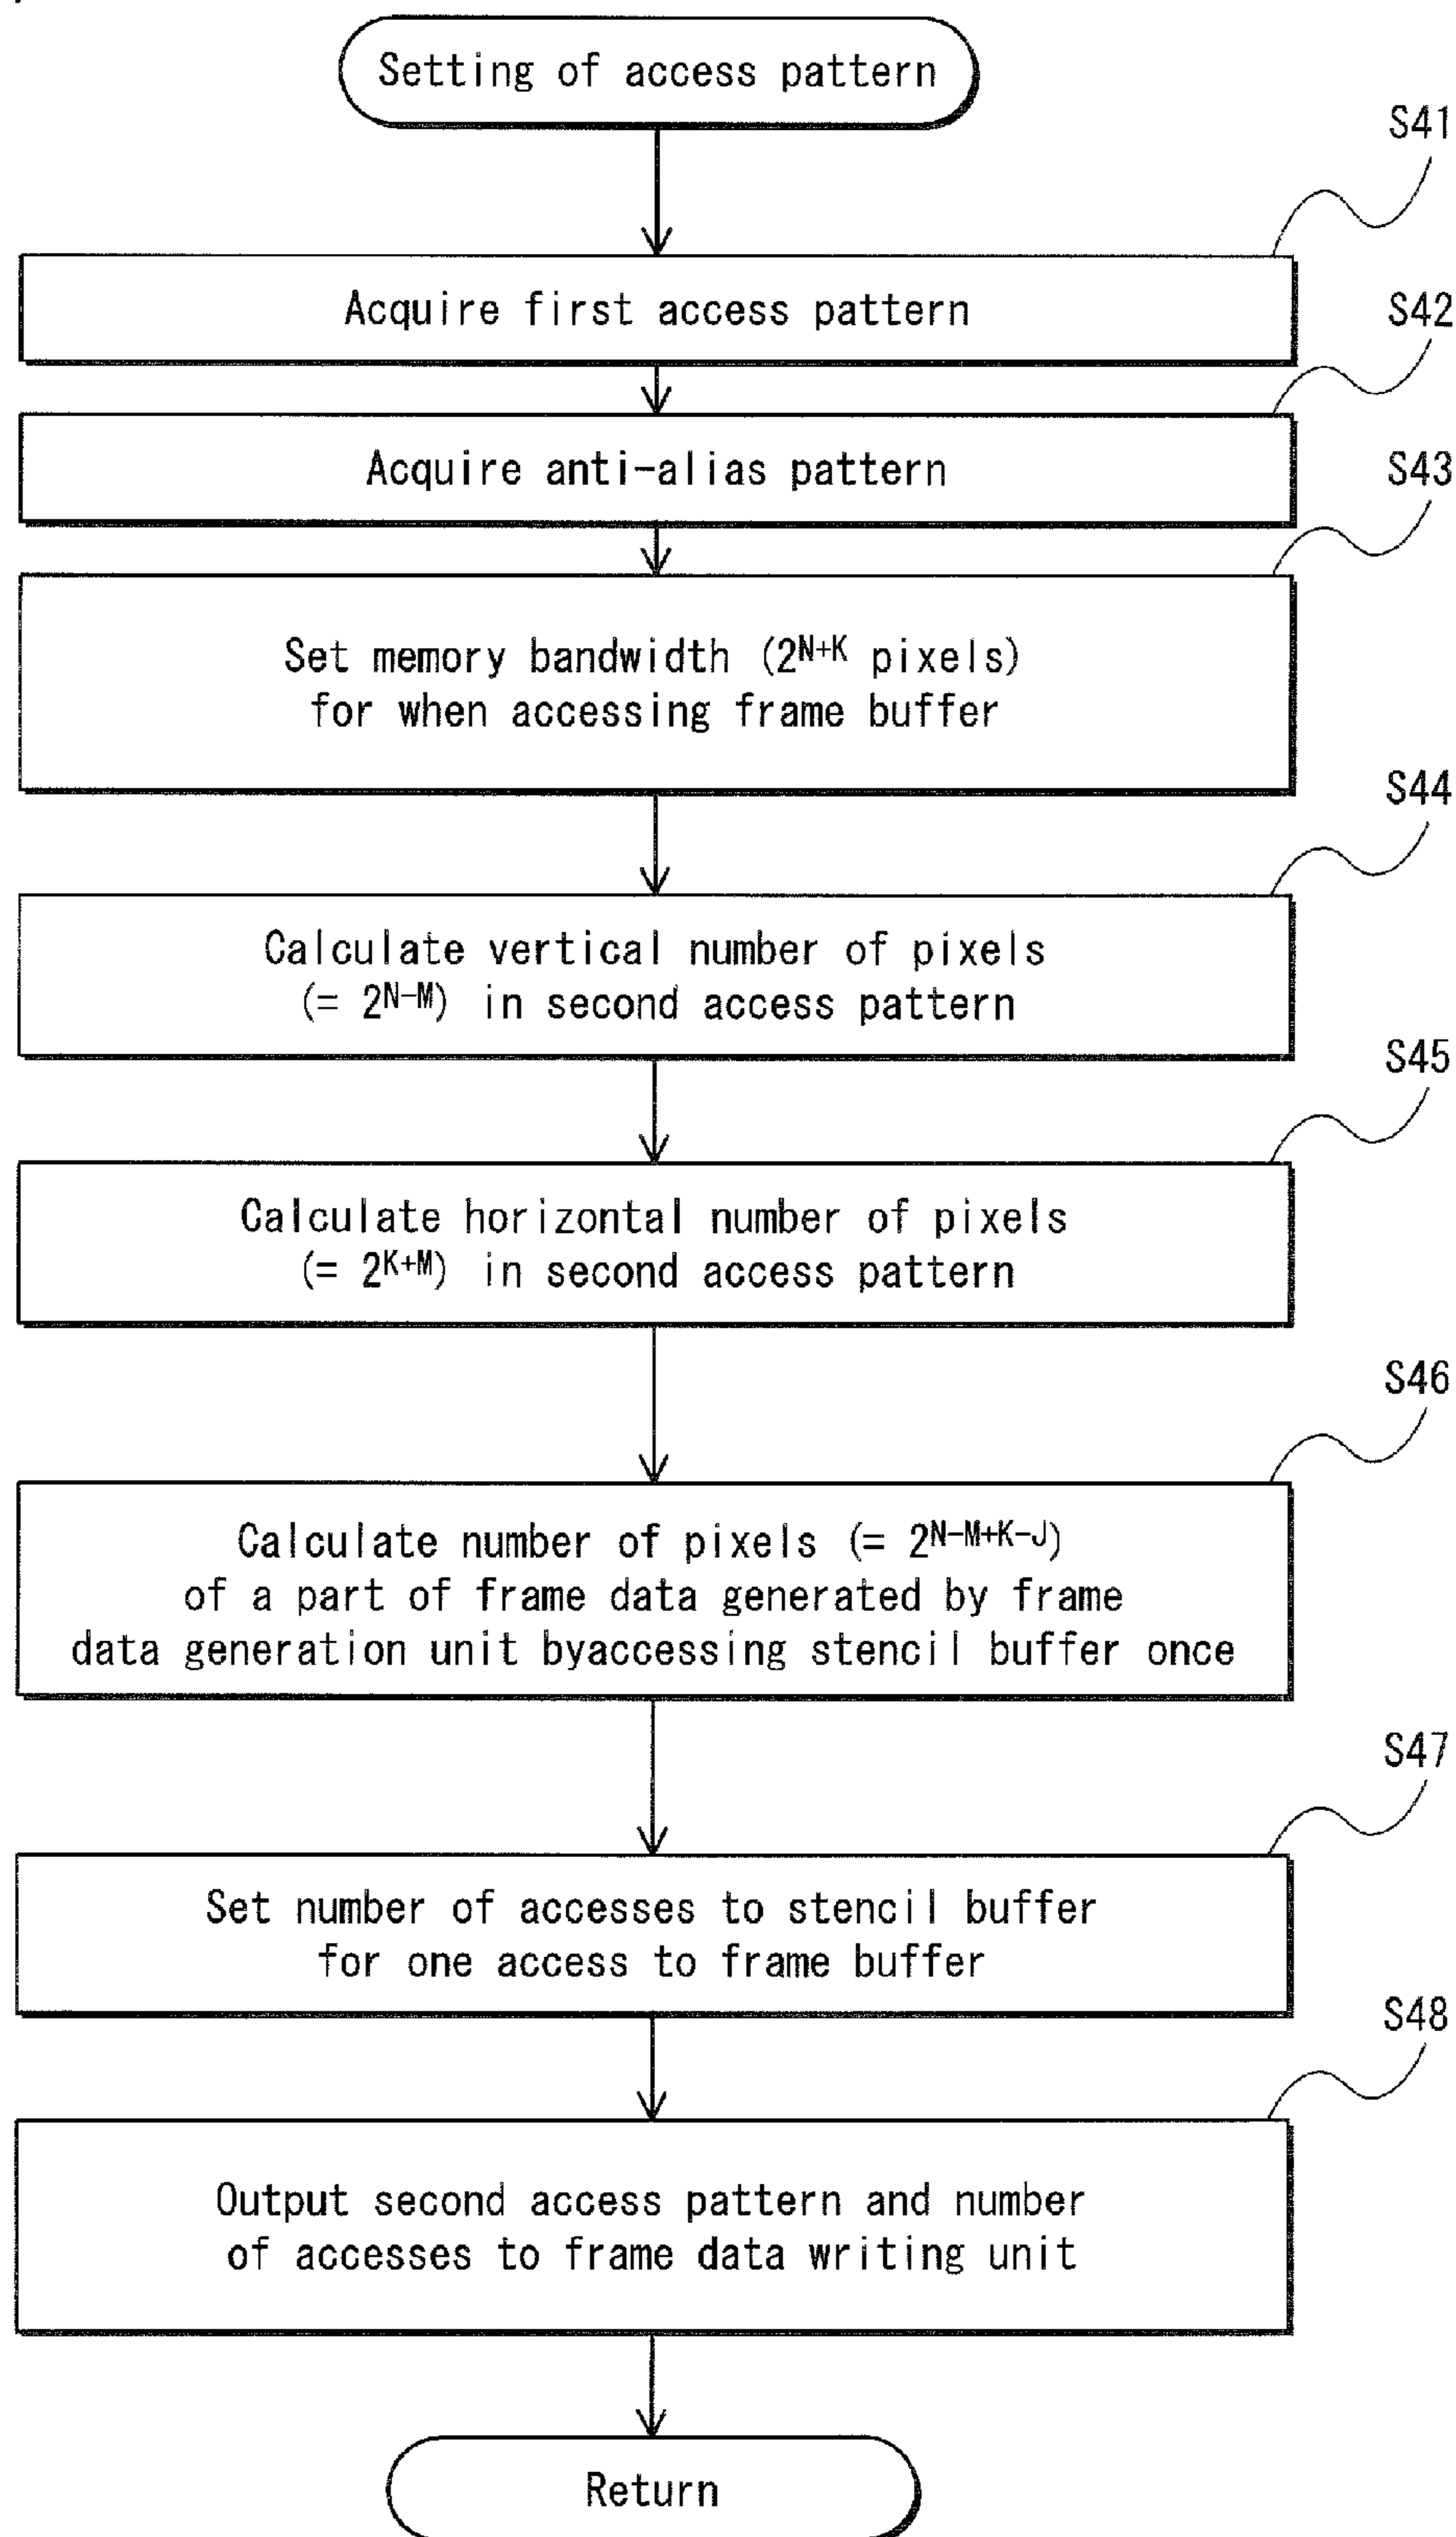 Setting of access pattern
S41
Acquire first access pattern
S42
Acquire anti-alias pattern
S43
Set memory bandwidth (2^N+K pixels)
for when accessing frame buffer
S44
Calculate vertical number of pixels
(= 2^N-M) in second access pattern
S45
Calculate horizontal number of pixels
(= 2^K+M) in second access pattern
S46
Calculate number of pixels (= 2^N-M+K-J)
of a part of frame data generated by frame
data generation unit byaccessing stencil buffer once
S47
Set number of accesses to stencil buffer
for one access to frame buffer
S48
Output second access pattern and number
of accesses to frame data writing unit
Return